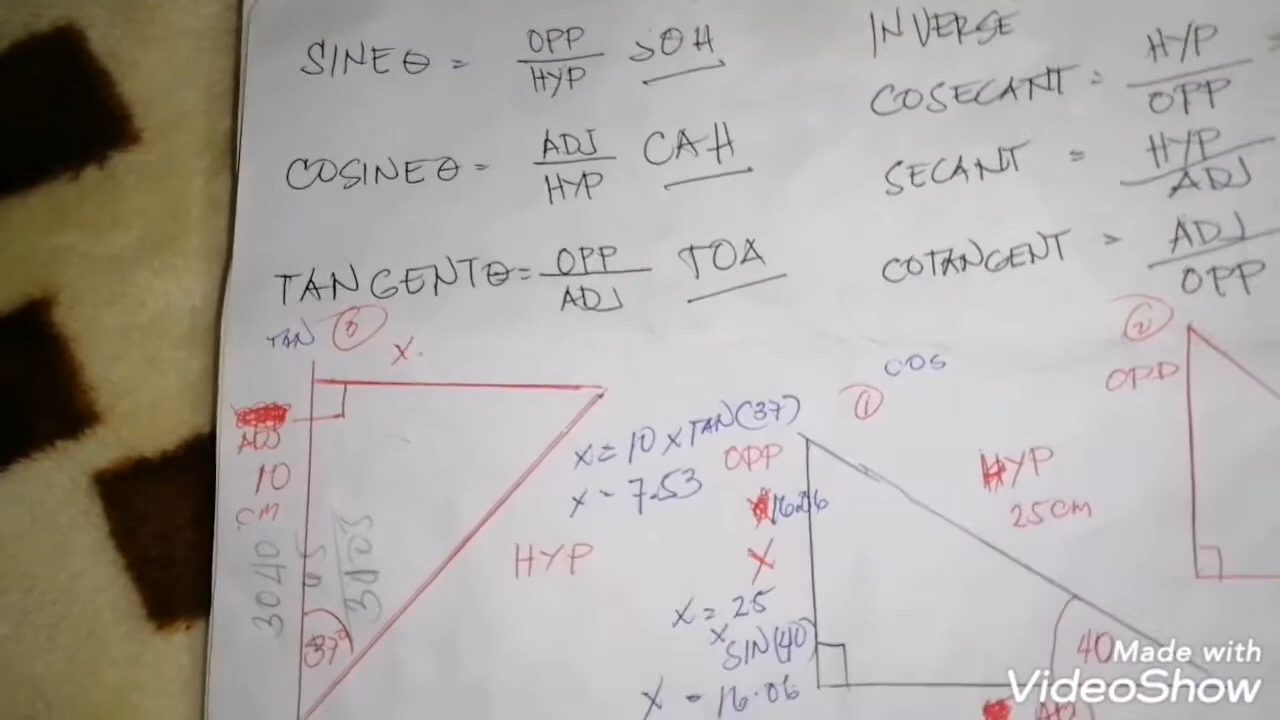 SINEθ = OPP/HYP SOH
COSINEθ = ADJ/HYP CAH
TANGENTθ = OPP/ADJ TOA
INVERSE
COSECANT = HYP/OPP =
SECANT = HYP/ADJ
COTANGENT = ADJ/OPP
TAN ③
X.
ADJ
10
cm
37°
HYP
X = 10 x TAN(37)
X = 7.53
COS
①
OPP
16.06
X
X = 25
x SIN(40)
X = 16.06
HYP
25cm
40
②
OPP
3040
Made with
VideoShow